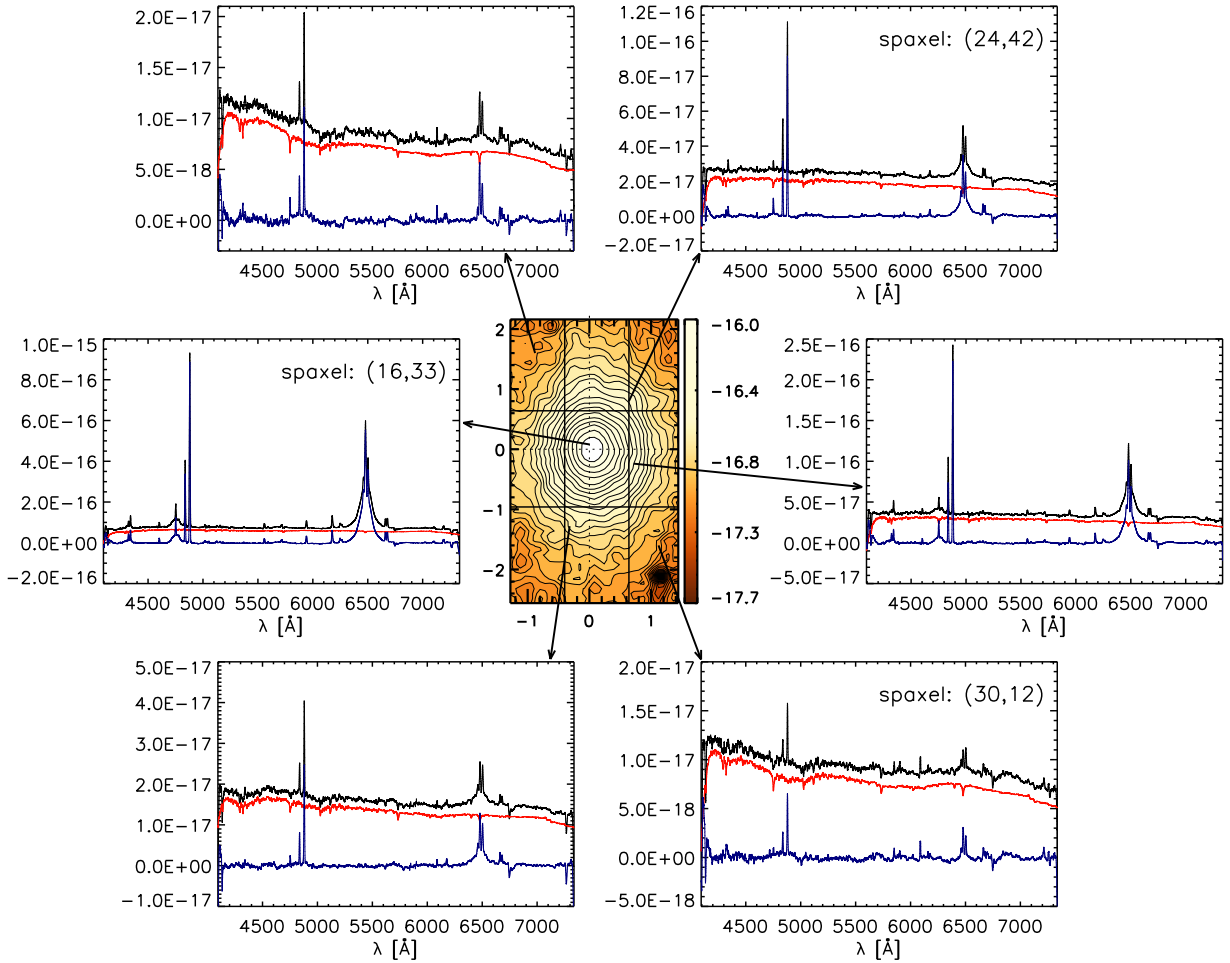 2.0E−17
1.5E−17
1.0E−17
5.0E−18
0.0E+00
4500 5000 5500 6000 6500 7000
λ [Å]
spaxel: (24,42)
1.2E−16
1.0E−16
8.0E−17
6.0E−17
4.0E−17
2.0E−17
0.0E+00
−2.0E−17
4500 5000 5500 6000 6500 7000
λ [Å]
spaxel: (16,33)
1.0E−15
8.0E−16
6.0E−16
4.0E−16
2.0E−16
0.0E+00
−2.0E−16
4500 5000 5500 6000 6500 7000
λ [Å]
2
1
0
−1
−2
−1 0 1
−16.0
−16.4
−16.8
−17.3
−17.7
2.5E−16
2.0E−16
1.5E−16
1.0E−16
5.0E−17
0.0E+00
−5.0E−17
4500 5000 5500 6000 6500 7000
λ [Å]
5.0E−17
4.0E−17
3.0E−17
2.0E−17
1.0E−17
0.0E+00
−1.0E−17
4500 5000 5500 6000 6500 7000
λ [Å]
spaxel: (30,12)
2.0E−17
1.5E−17
1.0E−17
5.0E−18
0.0E+00
−5.0E−18
4500 5000 5500 6000 6500 7000
λ [Å]